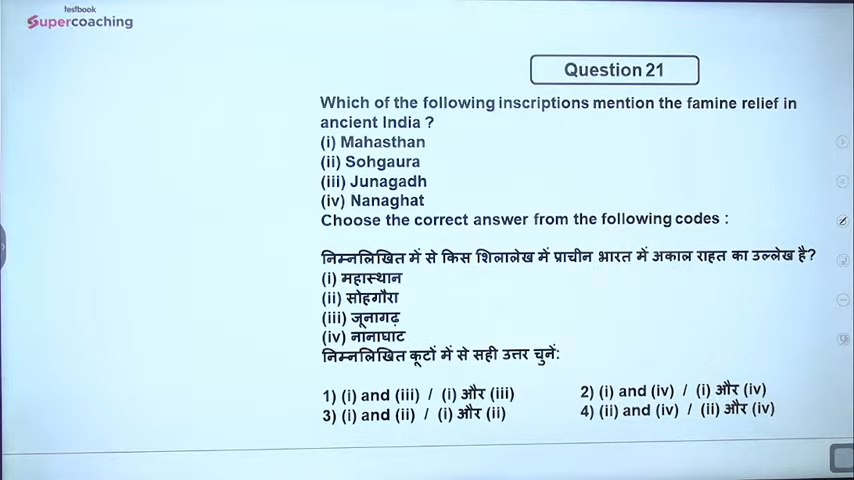 testbook
Supercoaching
Question 21
Which of the following inscriptions mention the famine relief in
ancient India ?
(i) Mahasthan
(ii) Sohgaura
(iii) Junagadh
(iv) Nanaghat
Choose the correct answer from the following codes :
निम्नलिखित में से किस शिलालेख में प्राचीन भारत में अकाल राहत का उल्लेख है?
(i) महास्थान
(ii) सोहगौरा
(iii) जूनागढ़
(iv) नानाघाट
निम्नलिखित कूटों में से सही उत्तर चुनें:
1) (i) and (iii) / (i) और (iii) 2) (i) and (iv) / (i) और (iv)
3) (i) and (ii) / (i) और (ii) 4) (ii) and (iv) / (ii) और (iv)